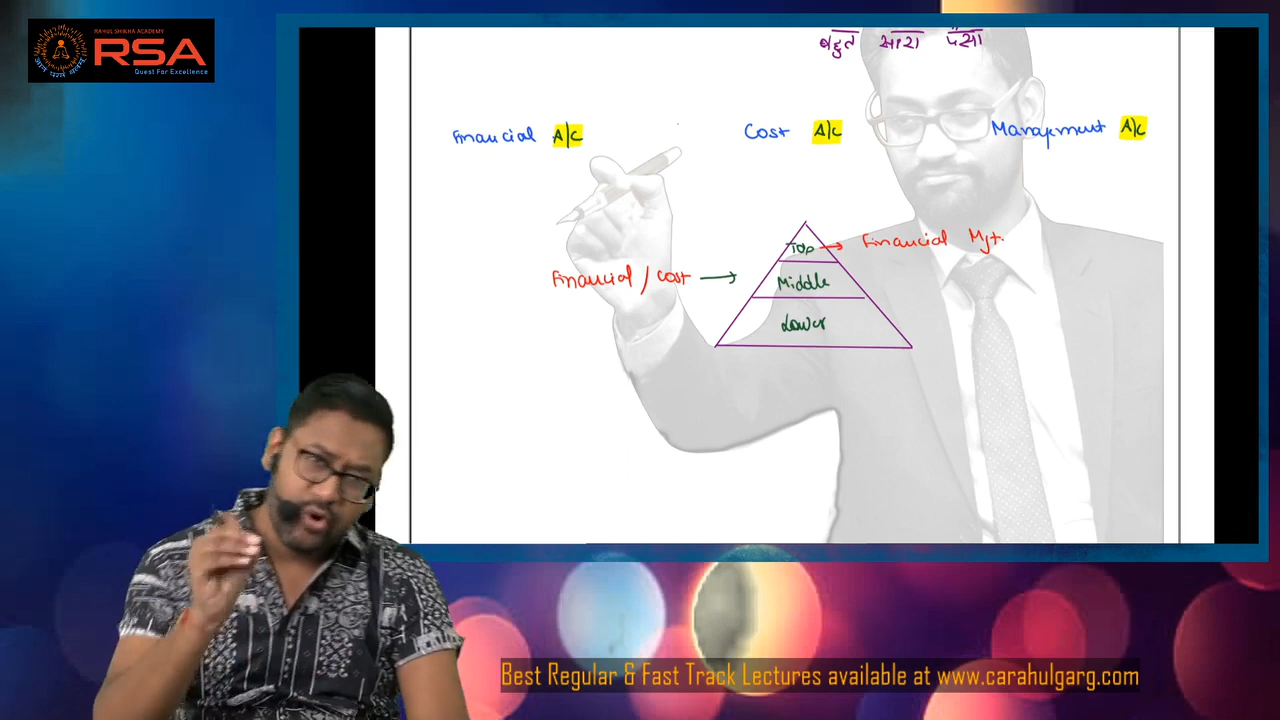 RAHUL SHIKHA ACADEMY
RSA
Quest For Excellence
बहुत सारा पैसा
Financial A/C Cost A/C Management A/C
Top → Financial Mgt.
Financial / Cost → Middle
Lower
Best Regular & Fast Track Lectures available at www.carahulgarg.com